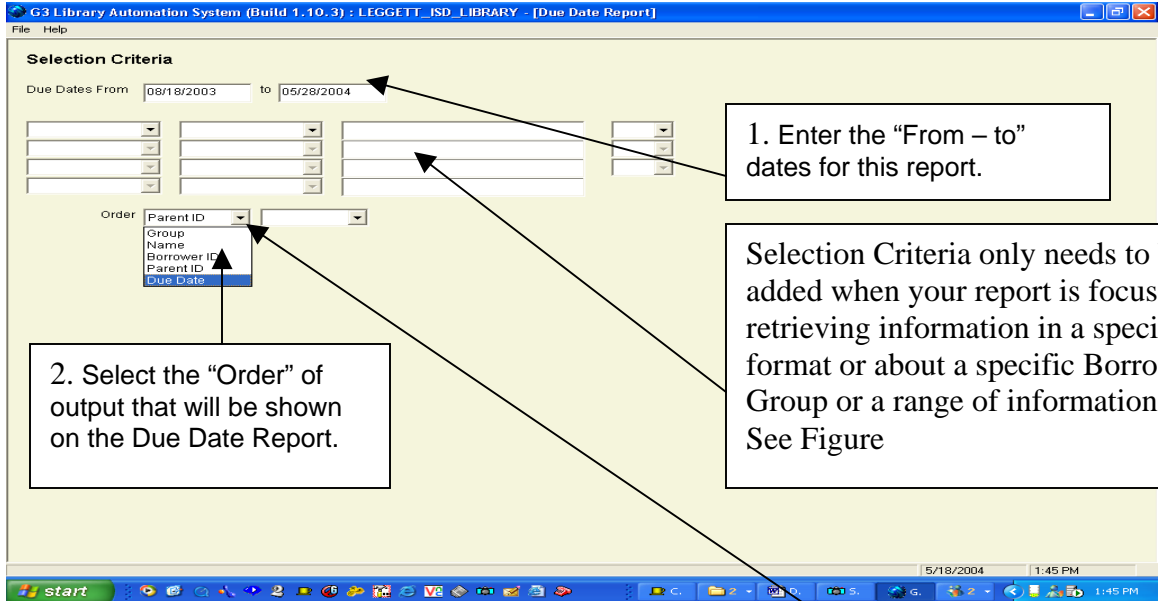 G3 Library Automation System (Build 1.10.3) : LEGGETT_ISD_LIBRARY - [Due Date Report]
File Help
Selection Criteria
Due Dates From 08/18/2003 to 05/28/2004
1. Enter the “From – to”
dates for this report.
Order Parent ID
Group
Name
Borrower ID
Parent ID
Due Date
Selection Criteria only needs to
added when your report is focus
retrieving information in a speci
format or about a specific Borro
Group or a range of information
See Figure
2. Select the “Order” of
output that will be shown
on the Due Date Report.
5/18/2004 1:45 PM
start C. 2 D. S. G. 2 1:45 PM